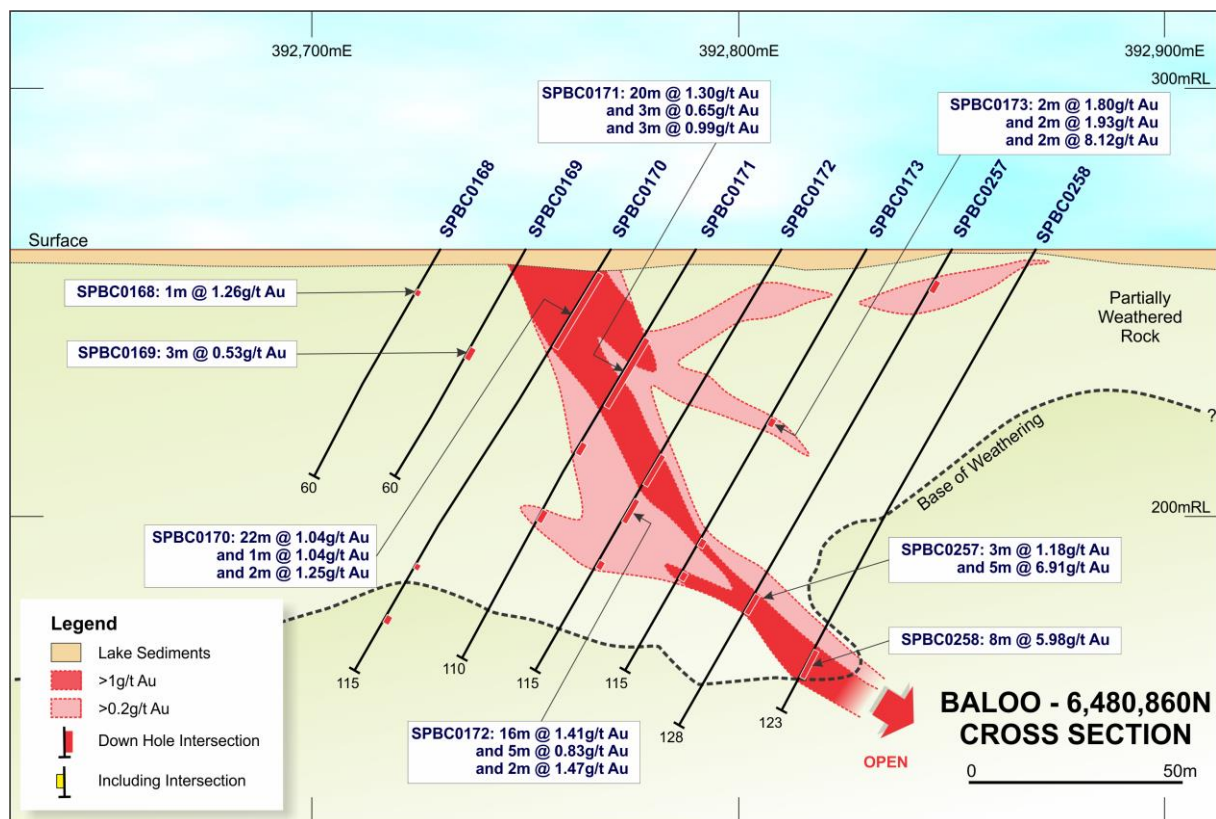 392,700mE
392,800mE
392,900mE
300mRL
SPBC0171: 20m @ 1.30g/t Au
and 3m @ 0.65g/t Au
and 3m @ 0.99g/t Au
SPBC0173: 2m @ 1.80g/t Au
and 2m @ 1.93g/t Au
and 2m @ 8.12g/t Au
SPBC0168
SPBC0169
SPBC0170
SPBC0171
SPBC0172
SPBC0173
SPBC0257
SPBC0258
Surface
SPBC0168: 1m @ 1.26g/t Au
Partially
Weathered
Rock
SPBC0169: 3m @ 0.53g/t Au
?
Base of Weathering
60
60
200mRL
SPBC0170: 22m @ 1.04g/t Au
and 1m @ 1.04g/t Au
and 2m @ 1.25g/t Au
SPBC0257: 3m @ 1.18g/t Au
and 5m @ 6.91g/t Au
SPBC0258: 8m @ 5.98g/t Au
Legend
Lake Sediments
>1g/t Au
>0.2g/t Au
Down Hole Intersection
Including Intersection
115
110
115
115
128
123
SPBC0172: 16m @ 1.41g/t Au
and 5m @ 0.83g/t Au
and 2m @ 1.47g/t Au
OPEN
BALOO - 6,480,860N
CROSS SECTION
0
50m